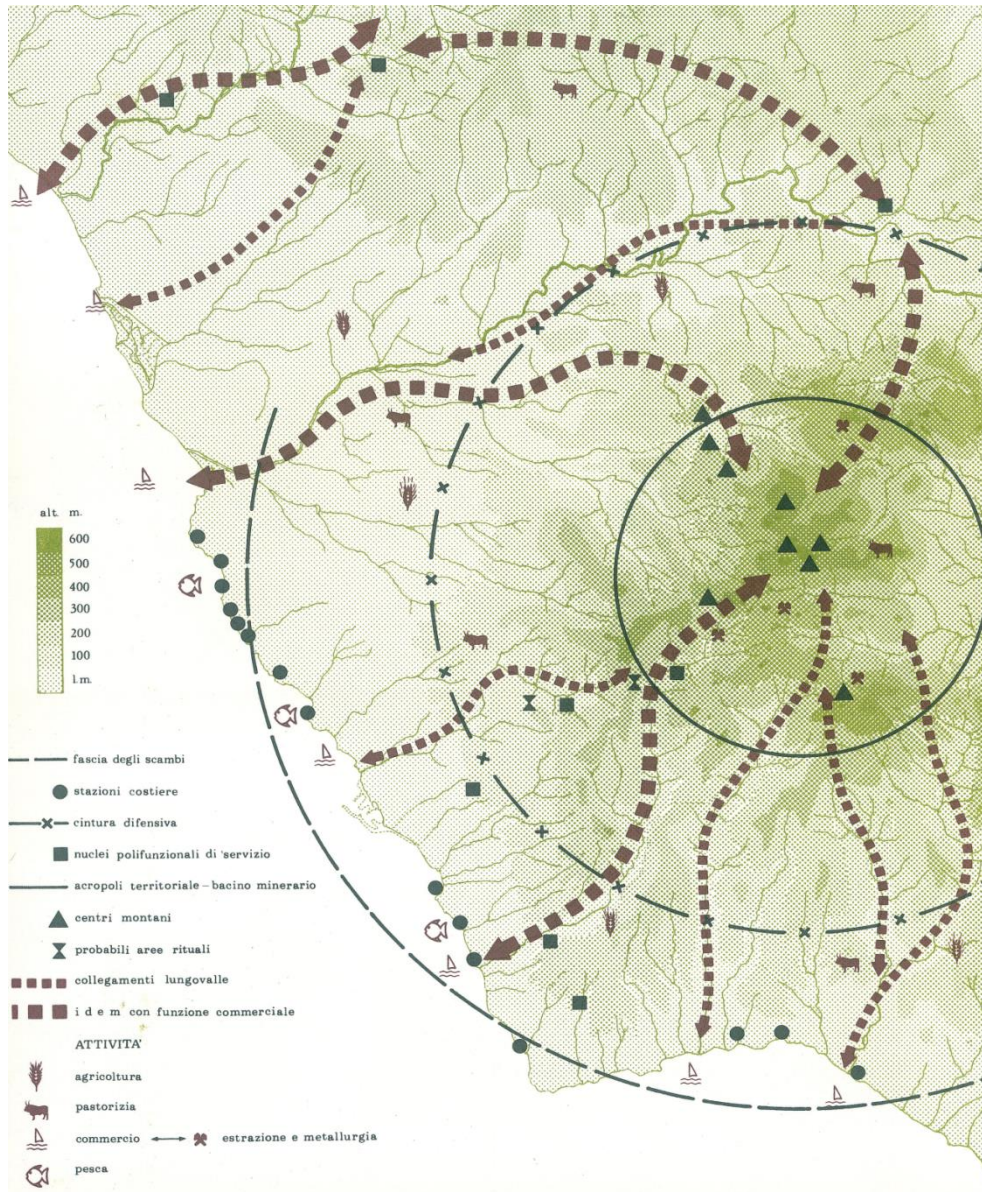 alt. m.
600
500
400
300
200
100
l.m.
fascia degli scambi
stazioni costiere
cintura difensiva
nuclei polifunzionali di servizio
acropoli territoriale – bacino minerario
centri montani
probabili aree rituali
collegamenti lungovalle
idem con funzione commerciale
ATTIVITA'
agricoltura
pastorizia
commercio
estrazione e metallurgia
pesca